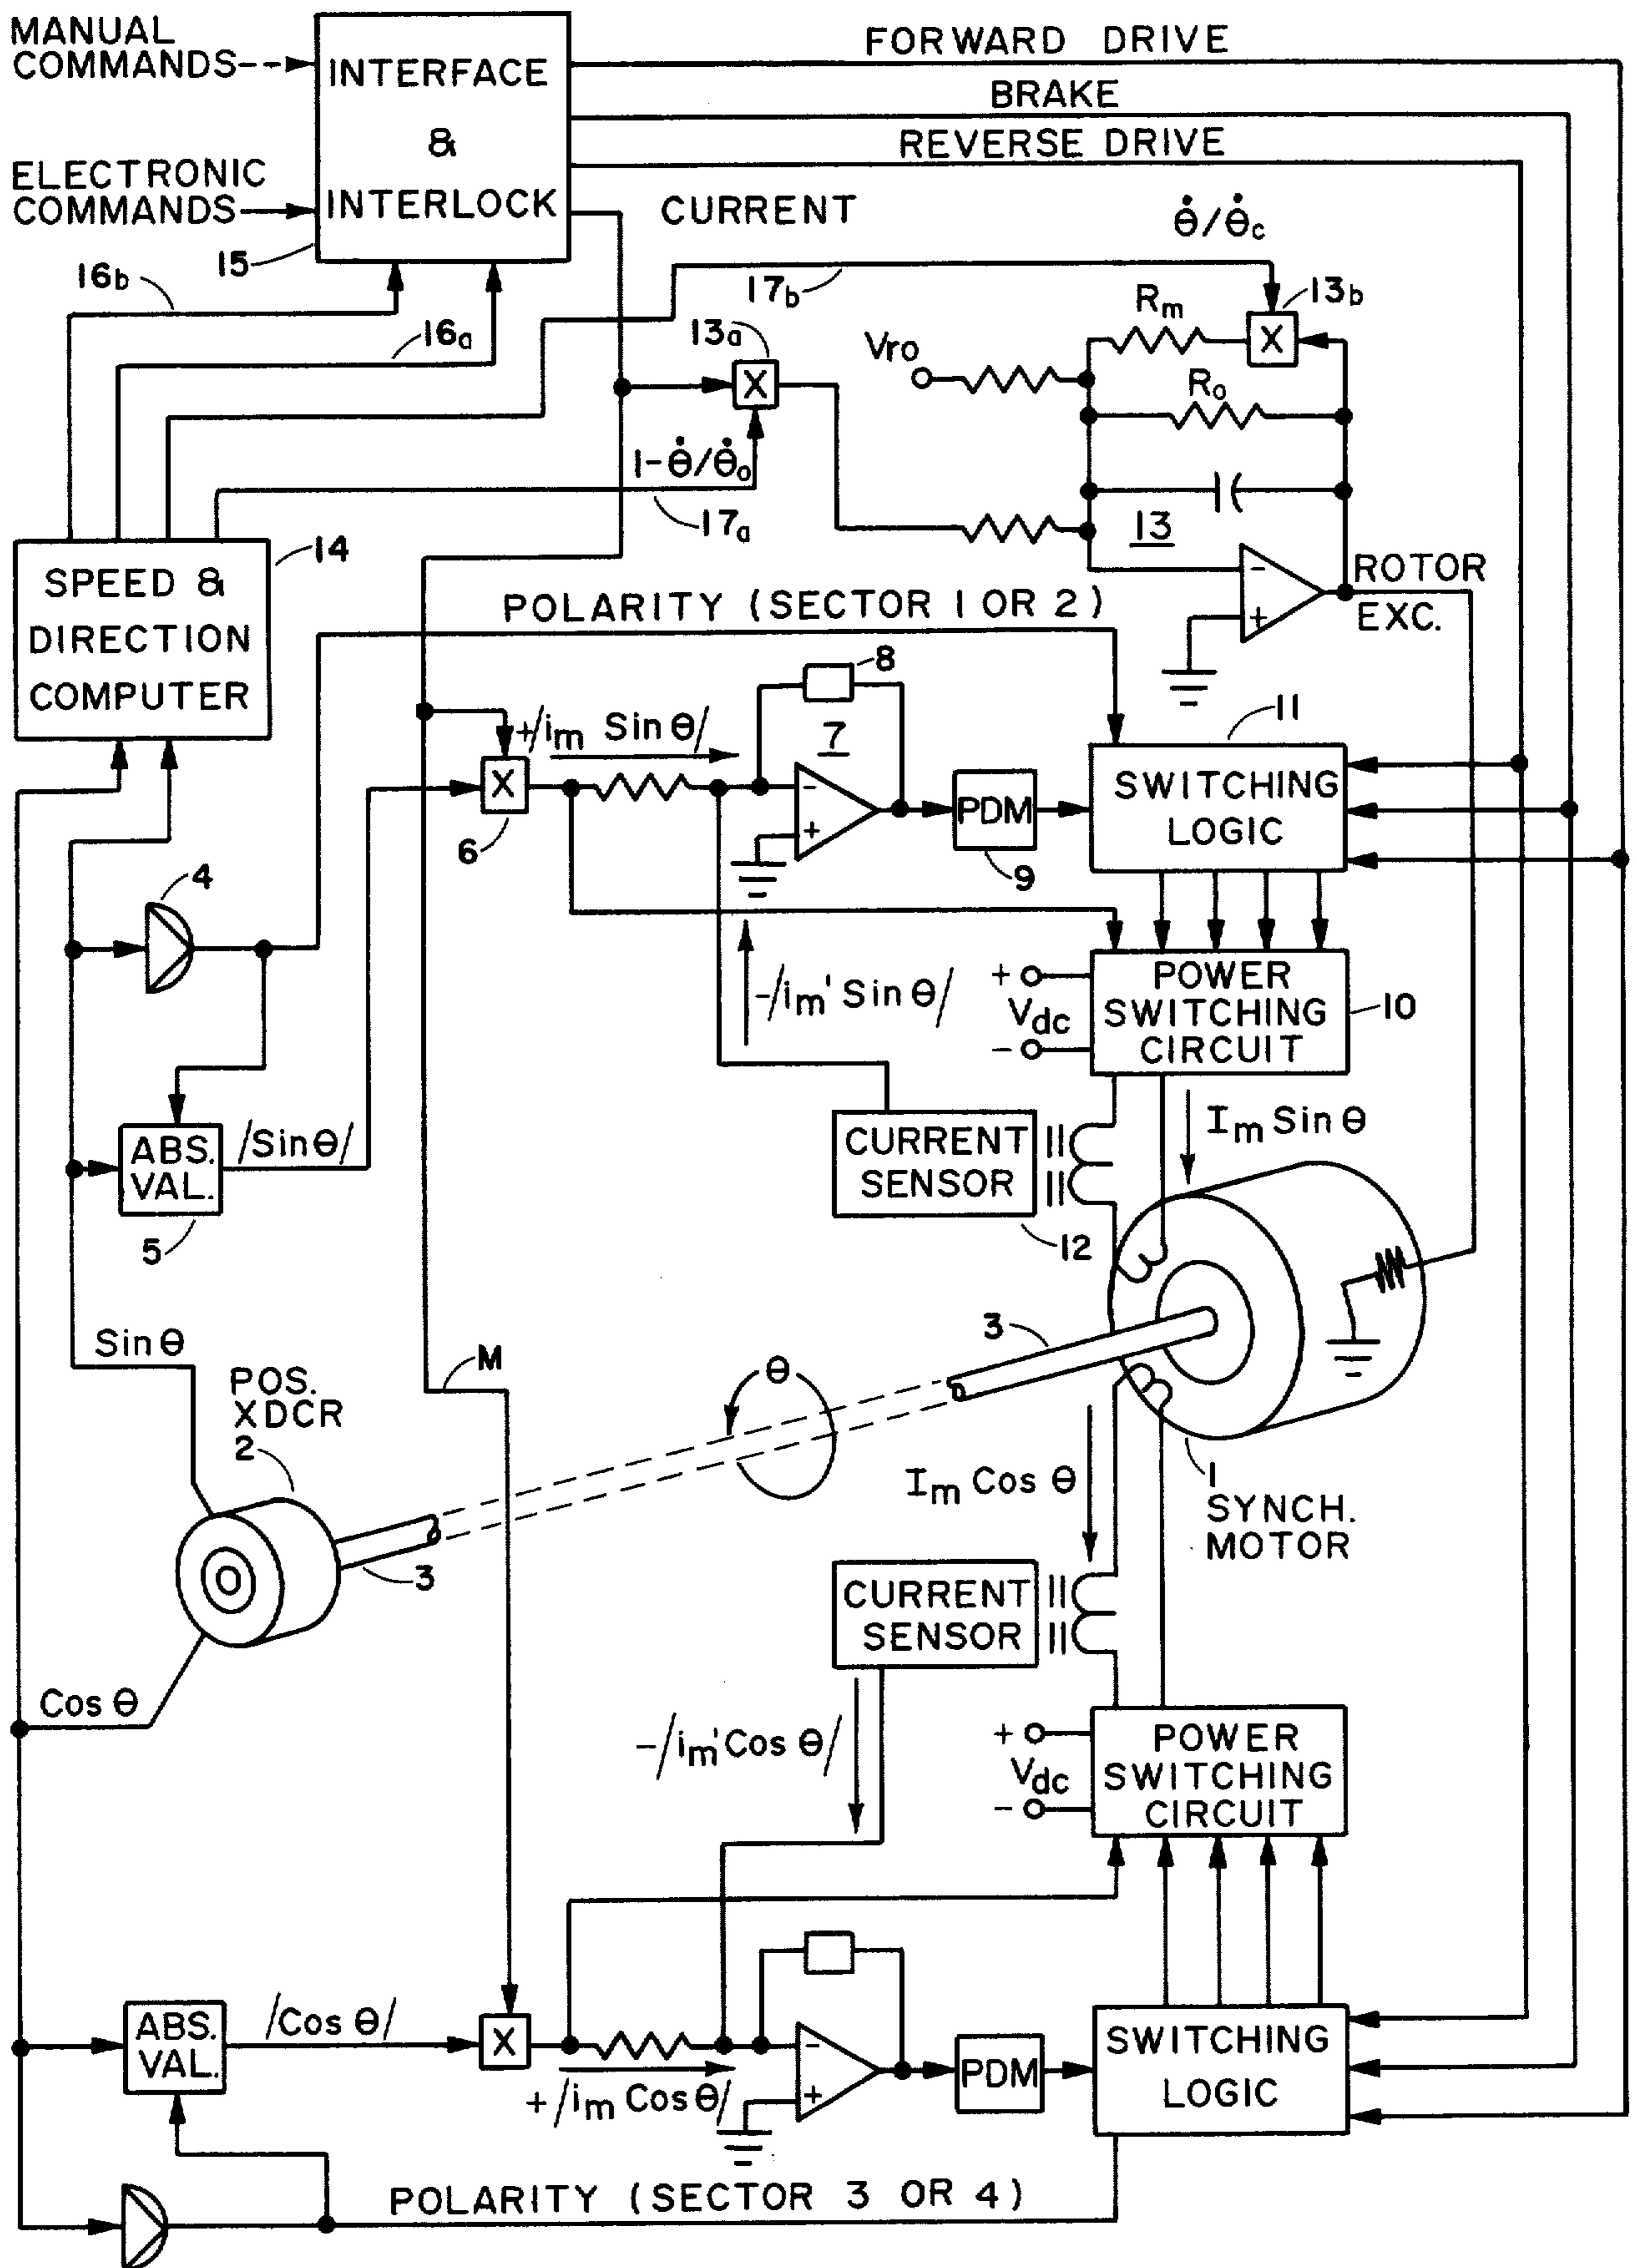 MANUAL
COMMANDS
ELECTRONIC
COMMANDS
INTERFACE
&
INTERLOCK
15
FORWARD DRIVE
BRAKE
REVERSE DRIVE
CURRENT
θ̇/θ̇c
16b
16a
17b
13a
X
13b
X
Rm
Vro
Ro
1-θ̇/θ̇o
17a
13
-
+
ROTOR
EXC.
14
SPEED &
DIRECTION
COMPUTER
POLARITY (SECTOR 1 OR 2)
8
+/im Sin θ/
7
11
X
6
-
+
PDM
9
SWITCHING
LOGIC
4
-/im' Sin θ/
+
Vdc
-
POWER
SWITCHING
CIRCUIT
10
ABS.
VAL.
5
/Sin θ/
CURRENT
SENSOR
12
Im Sin θ
Sin θ
M
θ
3
POS.
XDCR
2
3
Im Cos θ
1
SYNCH.
MOTOR
Cos θ
CURRENT
SENSOR
-/im' Cos θ/
+
Vdc
-
POWER
SWITCHING
CIRCUIT
ABS.
VAL.
/Cos θ/
X
+/im Cos θ/
-
+
PDM
SWITCHING
LOGIC
POLARITY (SECTOR 3 OR 4)